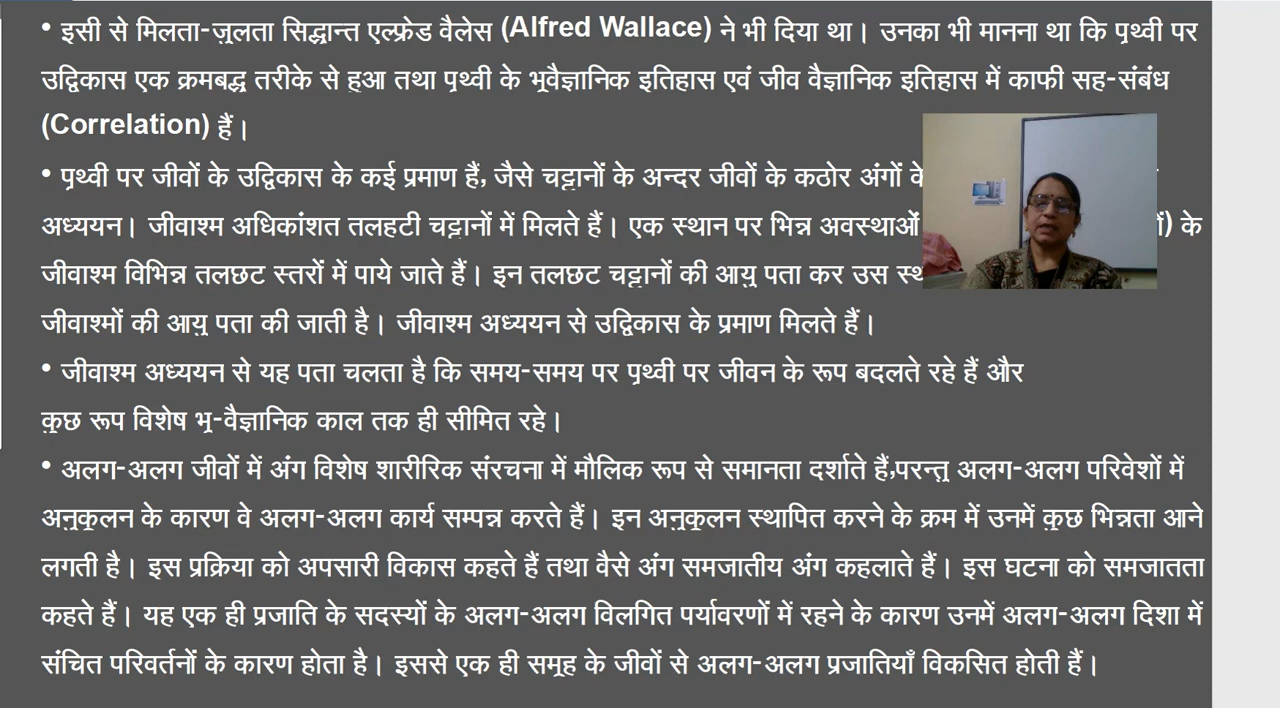 • इसी से मिलता-जुलता सिद्धान्त एल्फ्रेड वैलेस (Alfred Wallace) ने भी दिया था। उनका भी मानना था कि पृथ्वी पर
उद्विकास एक क्रमबद्ध तरीके से हुआ तथा पृथ्वी के भूवैज्ञानिक इतिहास एवं जीव वैज्ञानिक इतिहास में काफी सह-संबंध
(Correlation) हैं।
• पृथ्वी पर जीवों के उद्विकास के कई प्रमाण हैं, जैसे चट्टानों के अन्दर जीवों के कठोर अंगों के
अध्ययन। जीवाश्म अधिकांशत तलहटी चट्टानों में मिलते हैं। एक स्थान पर भिन्न अवस्थाओं के
जीवाश्म विभिन्न तलछट स्तरों में पाये जाते हैं। इन तलछट चट्टानों की आयु पता कर उस
जीवाश्मों की आयु पता की जाती है। जीवाश्म अध्ययन से उद्विकास के प्रमाण मिलते हैं।
• जीवाश्म अध्ययन से यह पता चलता है कि समय-समय पर पृथ्वी पर जीवन के रूप बदलते रहे हैं और
कुछ रूप विशेष भू-वैज्ञानिक काल तक ही सीमित रहे।
• अलग-अलग जीवों में अंग विशेष शारीरिक संरचना में मौलिक रूप से समानता दर्शाते हैं,परन्तु अलग-अलग परिवेशों में
अनुकूलन के कारण वे अलग-अलग कार्य सम्पन्न करते हैं। इन अनुकूलन स्थापित करने के क्रम में उनमें कुछ भिन्नता आने
लगती है। इस प्रक्रिया को अपसारी विकास कहते हैं तथा वैसे अंग समजातीय अंग कहलाते हैं। इस घटना को समजातता
कहते हैं। यह एक ही प्रजाति के सदस्यों के अलग-अलग विलगित पर्यावरणों में रहने के कारण उनमें अलग-अलग दिशा में
संचित परिवर्तनों के कारण होता है। इससे एक ही समूह के जीवों से अलग-अलग प्रजातियाँ विकसित होती हैं।